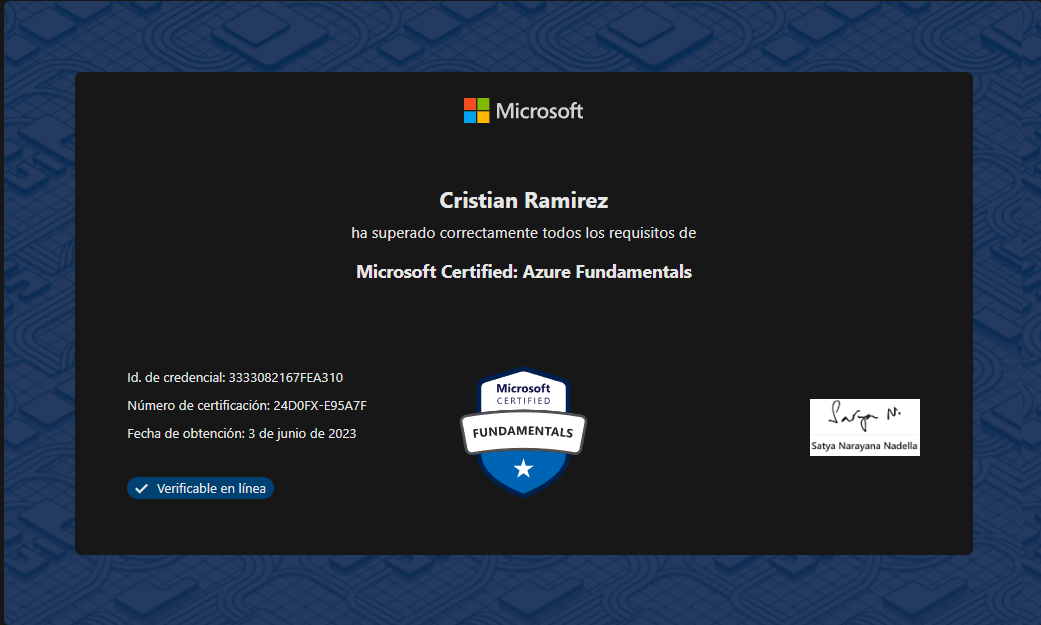 Microsoft
Cristian Ramirez
ha superado correctamente todos los requisitos de
Microsoft Certified: Azure Fundamentals
Id. de credencial: 3333082167FEA310
Número de certificación: 24D0FX-E95A7F
Fecha de obtención: 3 de junio de 2023
Verificable en línea
Microsoft
CERTIFIED
FUNDAMENTALS
Satya N.
Satya Narayana Nadella